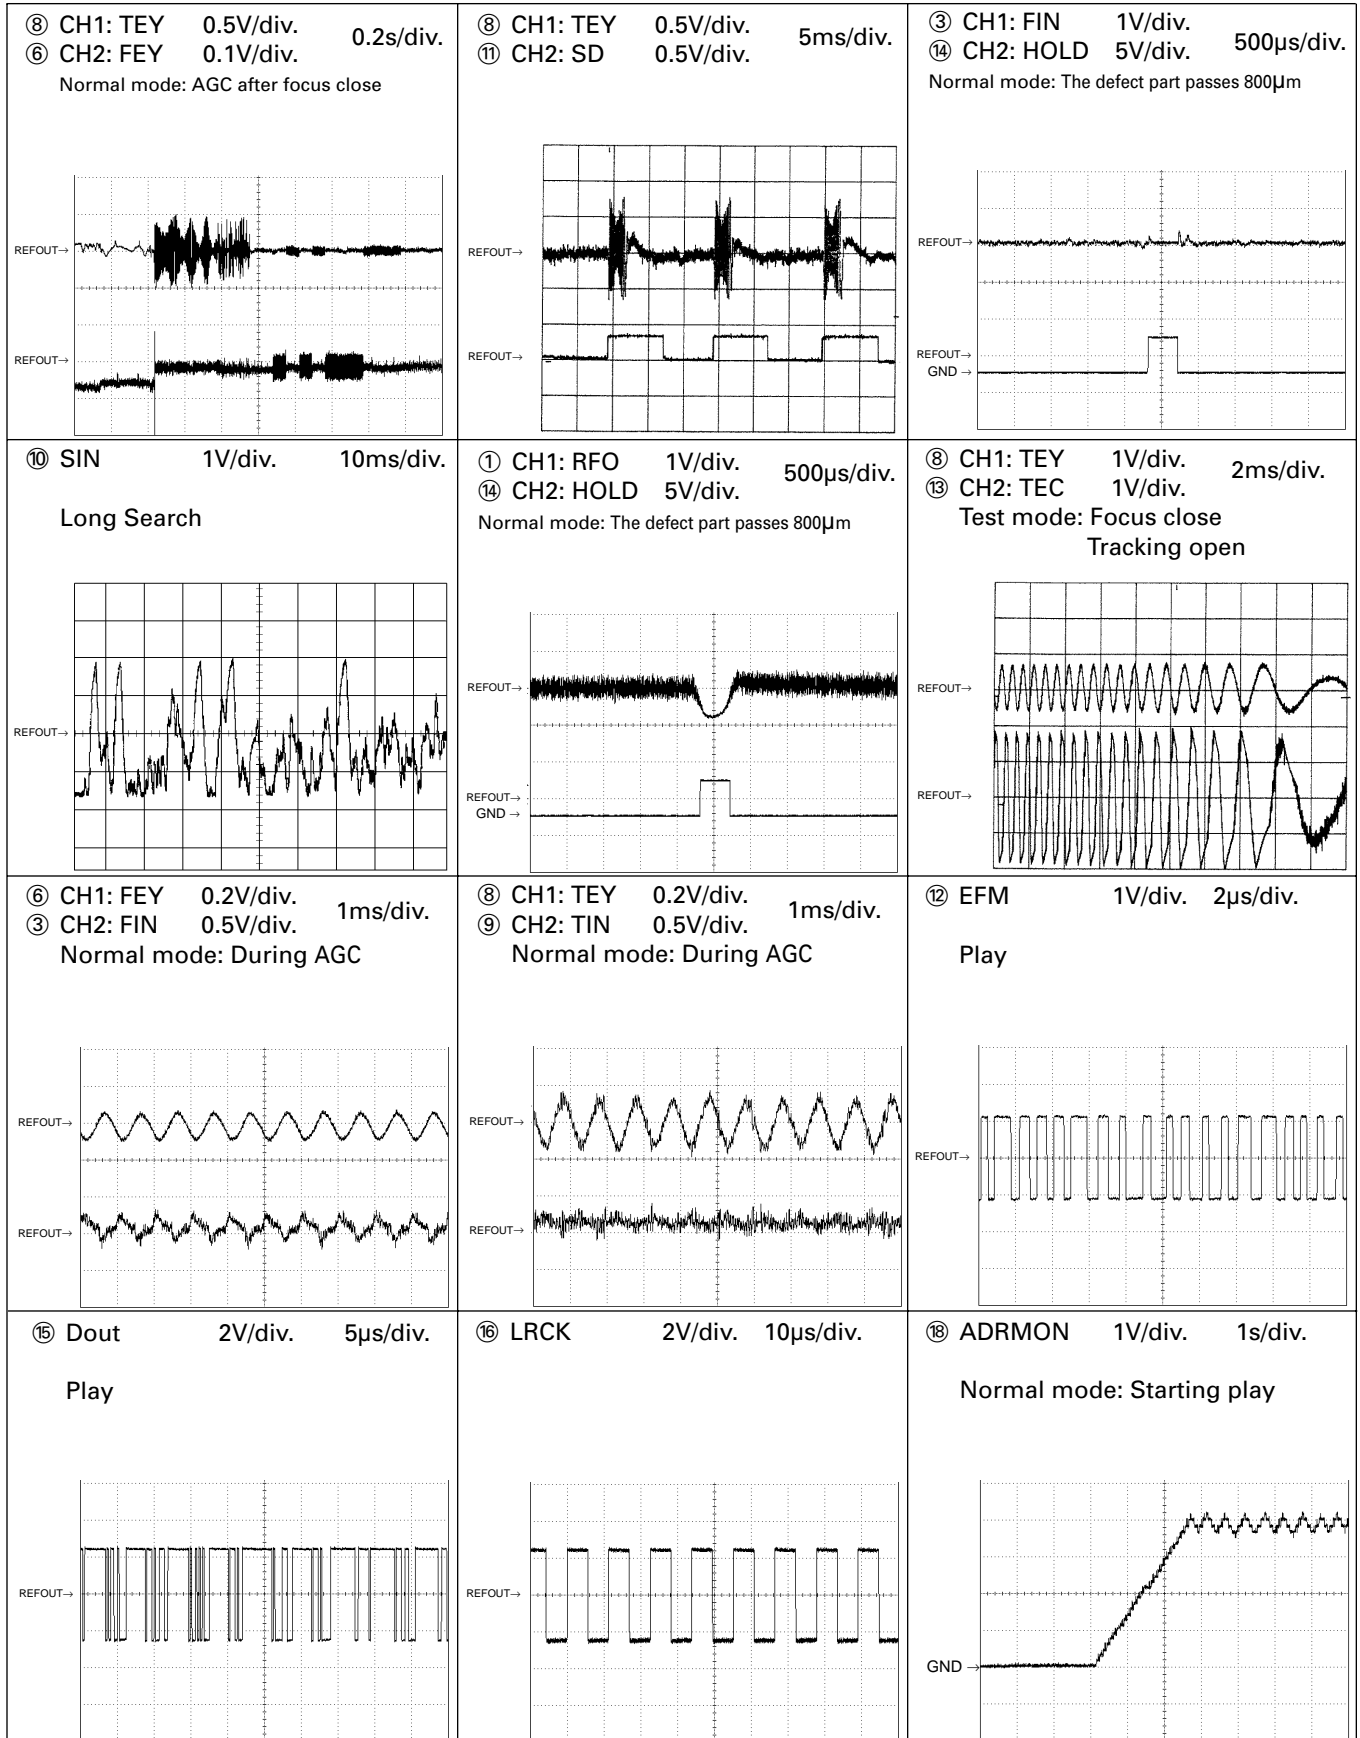 ⑧ CH1: TEY 0.5V/div. 0.2s/div.
⑥ CH2: FEY 0.1V/div.
Normal mode: AGC after focus close
REFOUT→
REFOUT→
⑧ CH1: TEY 0.5V/div. 5ms/div.
⑪ CH2: SD 0.5V/div.
REFOUT→
REFOUT→
③ CH1: FIN 1V/div. 500µs/div.
⑭ CH2: HOLD 5V/div.
Normal mode: The defect part passes 800µm
REFOUT→
REFOUT→
GND →
⑩ SIN 1V/div. 10ms/div.
Long Search
REFOUT→
① CH1: RFO 1V/div. 500µs/div.
⑭ CH2: HOLD 5V/div.
Normal mode: The defect part passes 800µm
REFOUT→
REFOUT→
GND →
⑧ CH1: TEY 1V/div. 2ms/div.
⑬ CH2: TEC 1V/div.
Test mode: Focus close
Tracking open
REFOUT→
REFOUT→
⑥ CH1: FEY 0.2V/div. 1ms/div.
③ CH2: FIN 0.5V/div.
Normal mode: During AGC
REFOUT→
REFOUT→
⑧ CH1: TEY 0.2V/div. 1ms/div.
⑨ CH2: TIN 0.5V/div.
Normal mode: During AGC
REFOUT→
REFOUT→
⑫ EFM 1V/div. 2µs/div.
Play
REFOUT→
⑮ Dout 2V/div. 5µs/div.
Play
REFOUT→
⑯ LRCK 2V/div. 10µs/div.
REFOUT→
⑱ ADRMON 1V/div. 1s/div.
Normal mode: Starting play
GND →